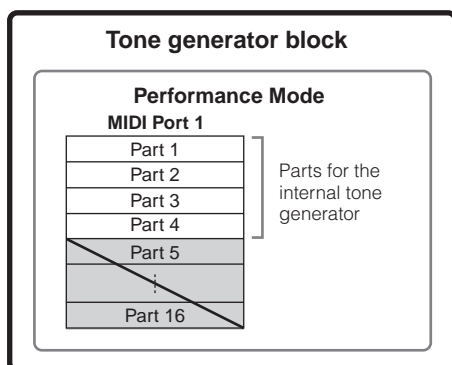 Tone generator block
Performance Mode
MIDI Port 1
Part 1
Part 2
Part 3
Part 4
Part 5
Part 16
Parts for the
internal tone
generator